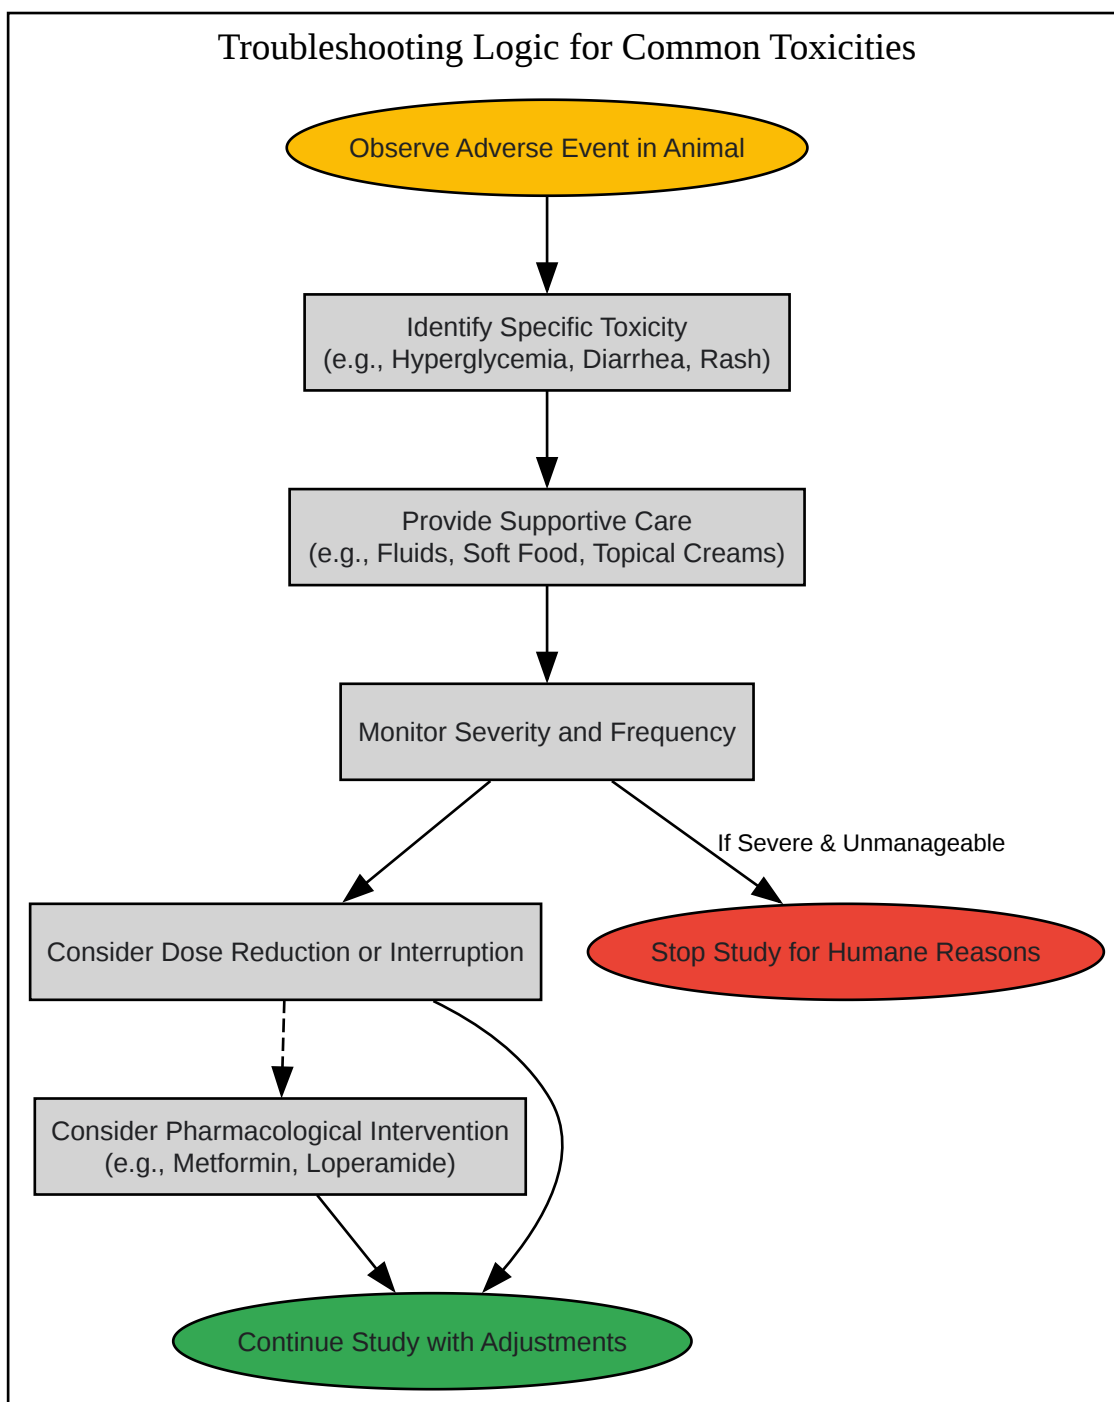 Troubleshooting Logic for Common Toxicities
Observe Adverse Event in Animal
Identify Specific Toxicity
(e.g., Hyperglycemia, Diarrhea, Rash)
Provide Supportive Care
(e.g., Fluids, Soft Food, Topical Creams)
Monitor Severity and Frequency
If Severe & Unmanageable
Consider Dose Reduction or Interruption
Stop Study for Humane Reasons
Consider Pharmacological Intervention
(e.g., Metformin, Loperamide)
Continue Study with Adjustments